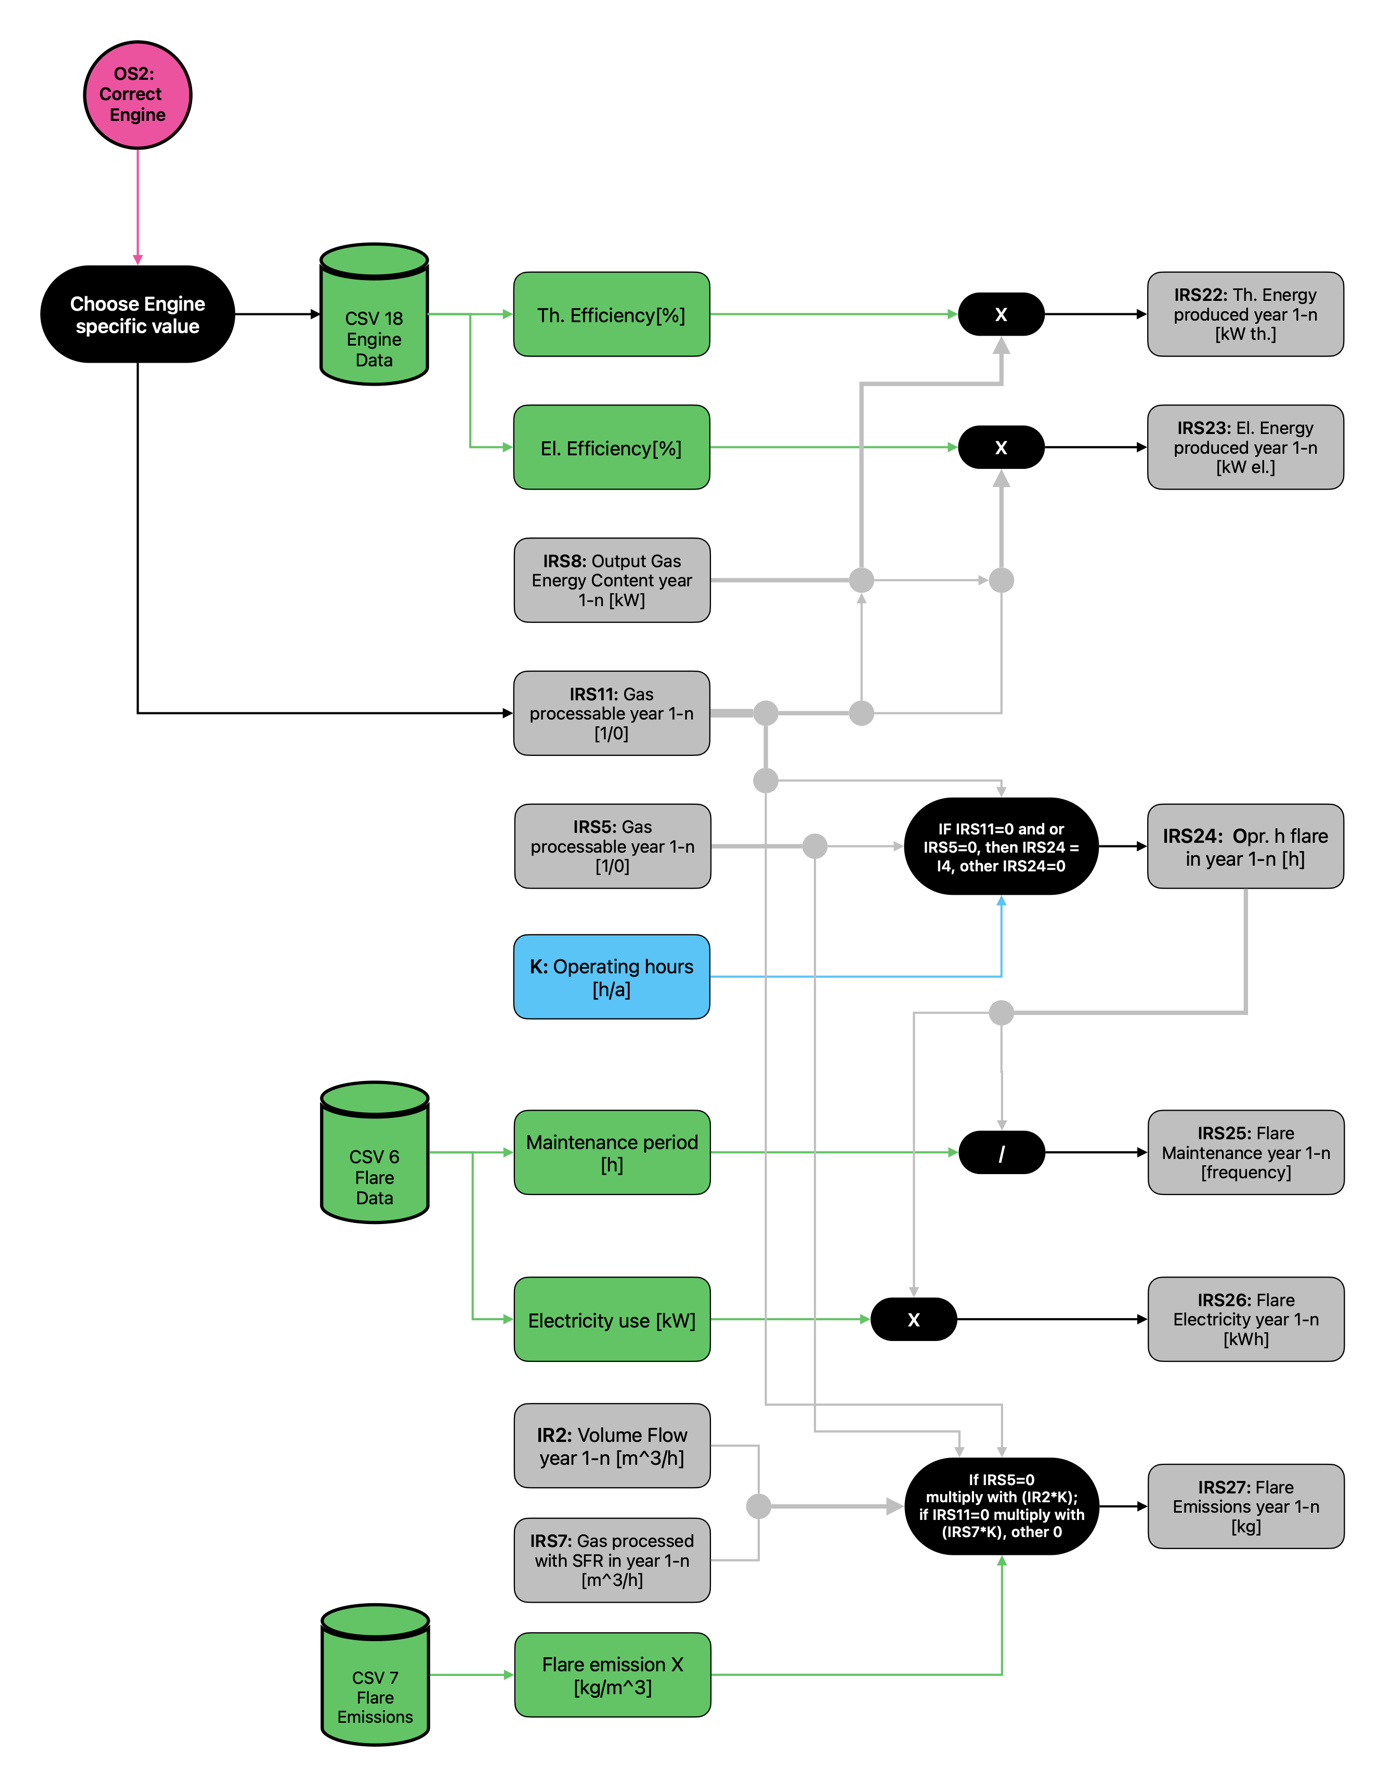 OS2:
Correct
Engine
Choose Engine
specific value
CSV 18
Engine
Data
Th. Efficiency[%]
X
IRS22: Th. Energy
produced year 1-n
[kW th.]
El. Efficiency[%]
X
IRS23: El. Energy
produced year 1-n
[kW el.]
IRS8: Output Gas
Energy Content year
1-n [kW]
IRS11: Gas
processable year 1-n
[1/0]
IRS5: Gas
processable year 1-n
[1/0]
IF IRS11=0 and or
IRS5=0, then IRS24 =
I4, other IRS24=0
IRS24: Opr. h flare
in year 1-n [h]
K: Operating hours
[h/a]
CSV 6
Flare
Data
Maintenance period
[h]
/
IRS25: Flare
Maintenance year 1-n
[frequency]
Electricity use [kW]
X
IRS26: Flare
Electricity year 1-n
[kWh]
IR2: Volume Flow
year 1-n [m^3/h]
IRS7: Gas processed
with SFR in year 1-n
[m^3/h]
If IRS5=0
multiply with (IR2*K);
if IRS11=0 multiply with
(IRS7*K), other 0
IRS27: Flare
Emissions year 1-n
[kg]
CSV 7
Flare
Emissions
Flare emission X
[kg/m^3]